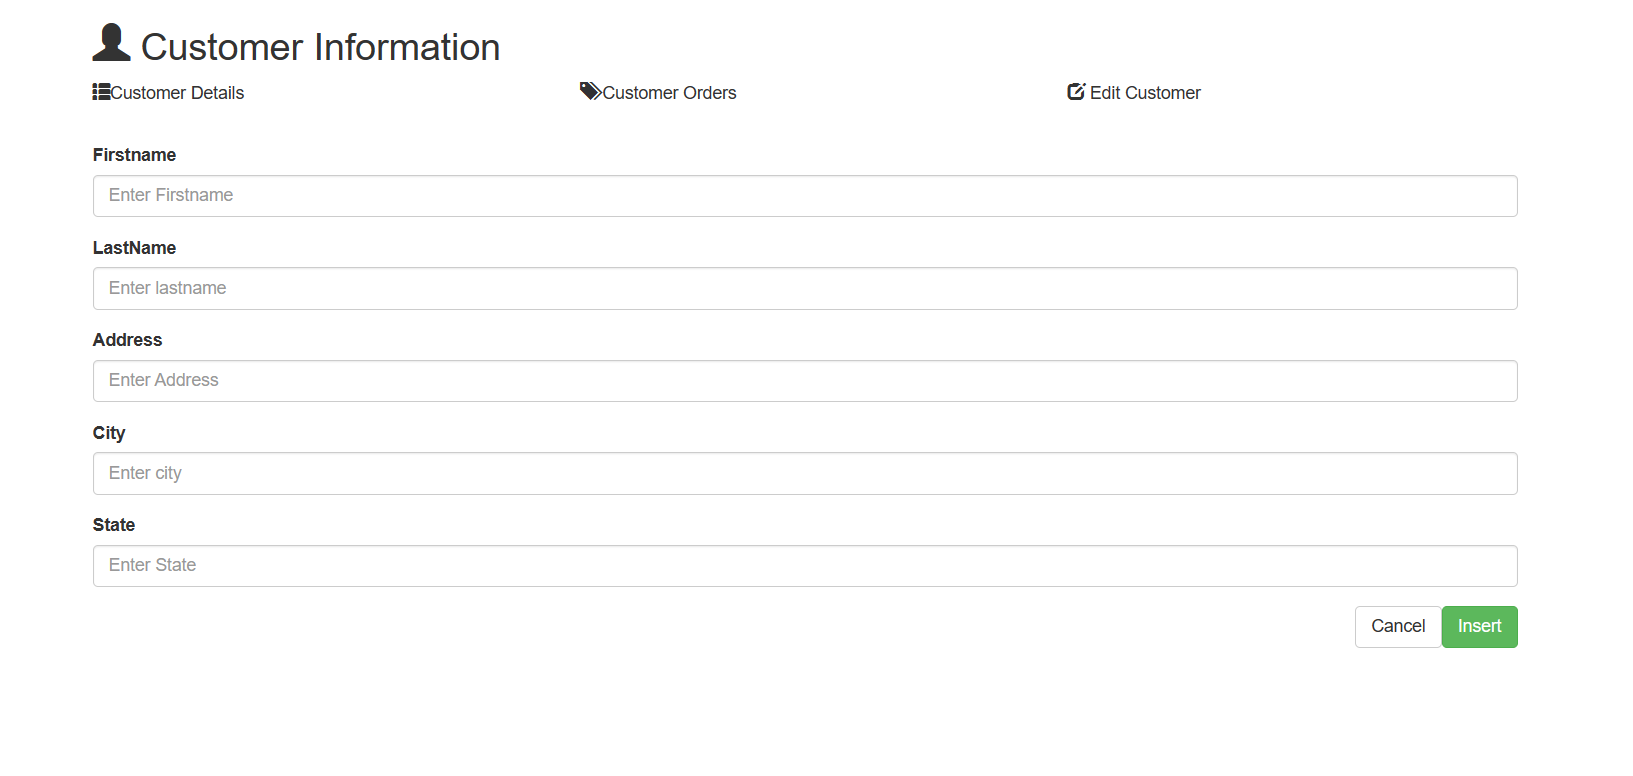 Customer Information
Customer Details Customer Orders Edit Customer
Firstname
Enter Firstname
LastName
Enter lastname
Address
Enter Address
City
Enter city
State
Enter State
Cancel Insert